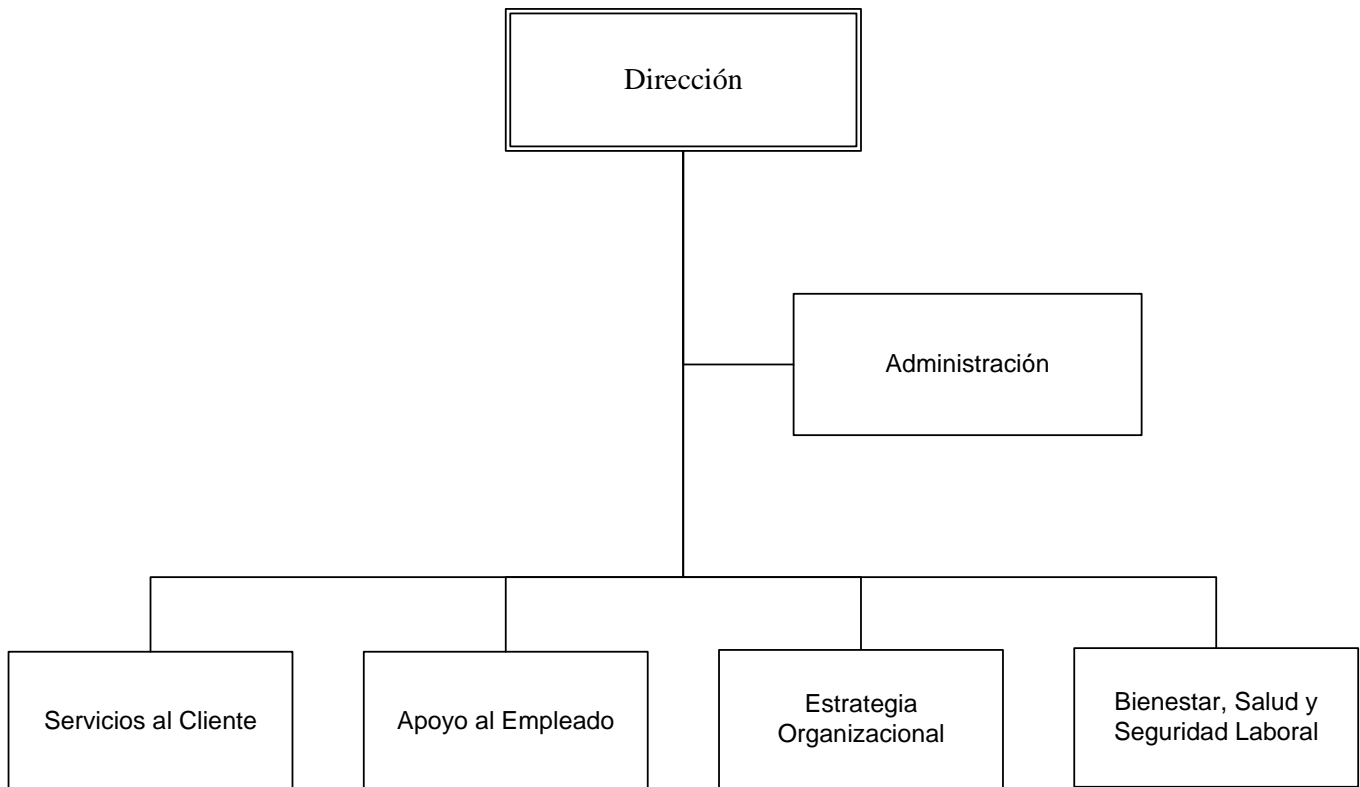 Dirección
Administración
Servicios al Cliente
Apoyo al Empleado
Estrategia
Organizacional
Bienestar, Salud y
Seguridad Laboral